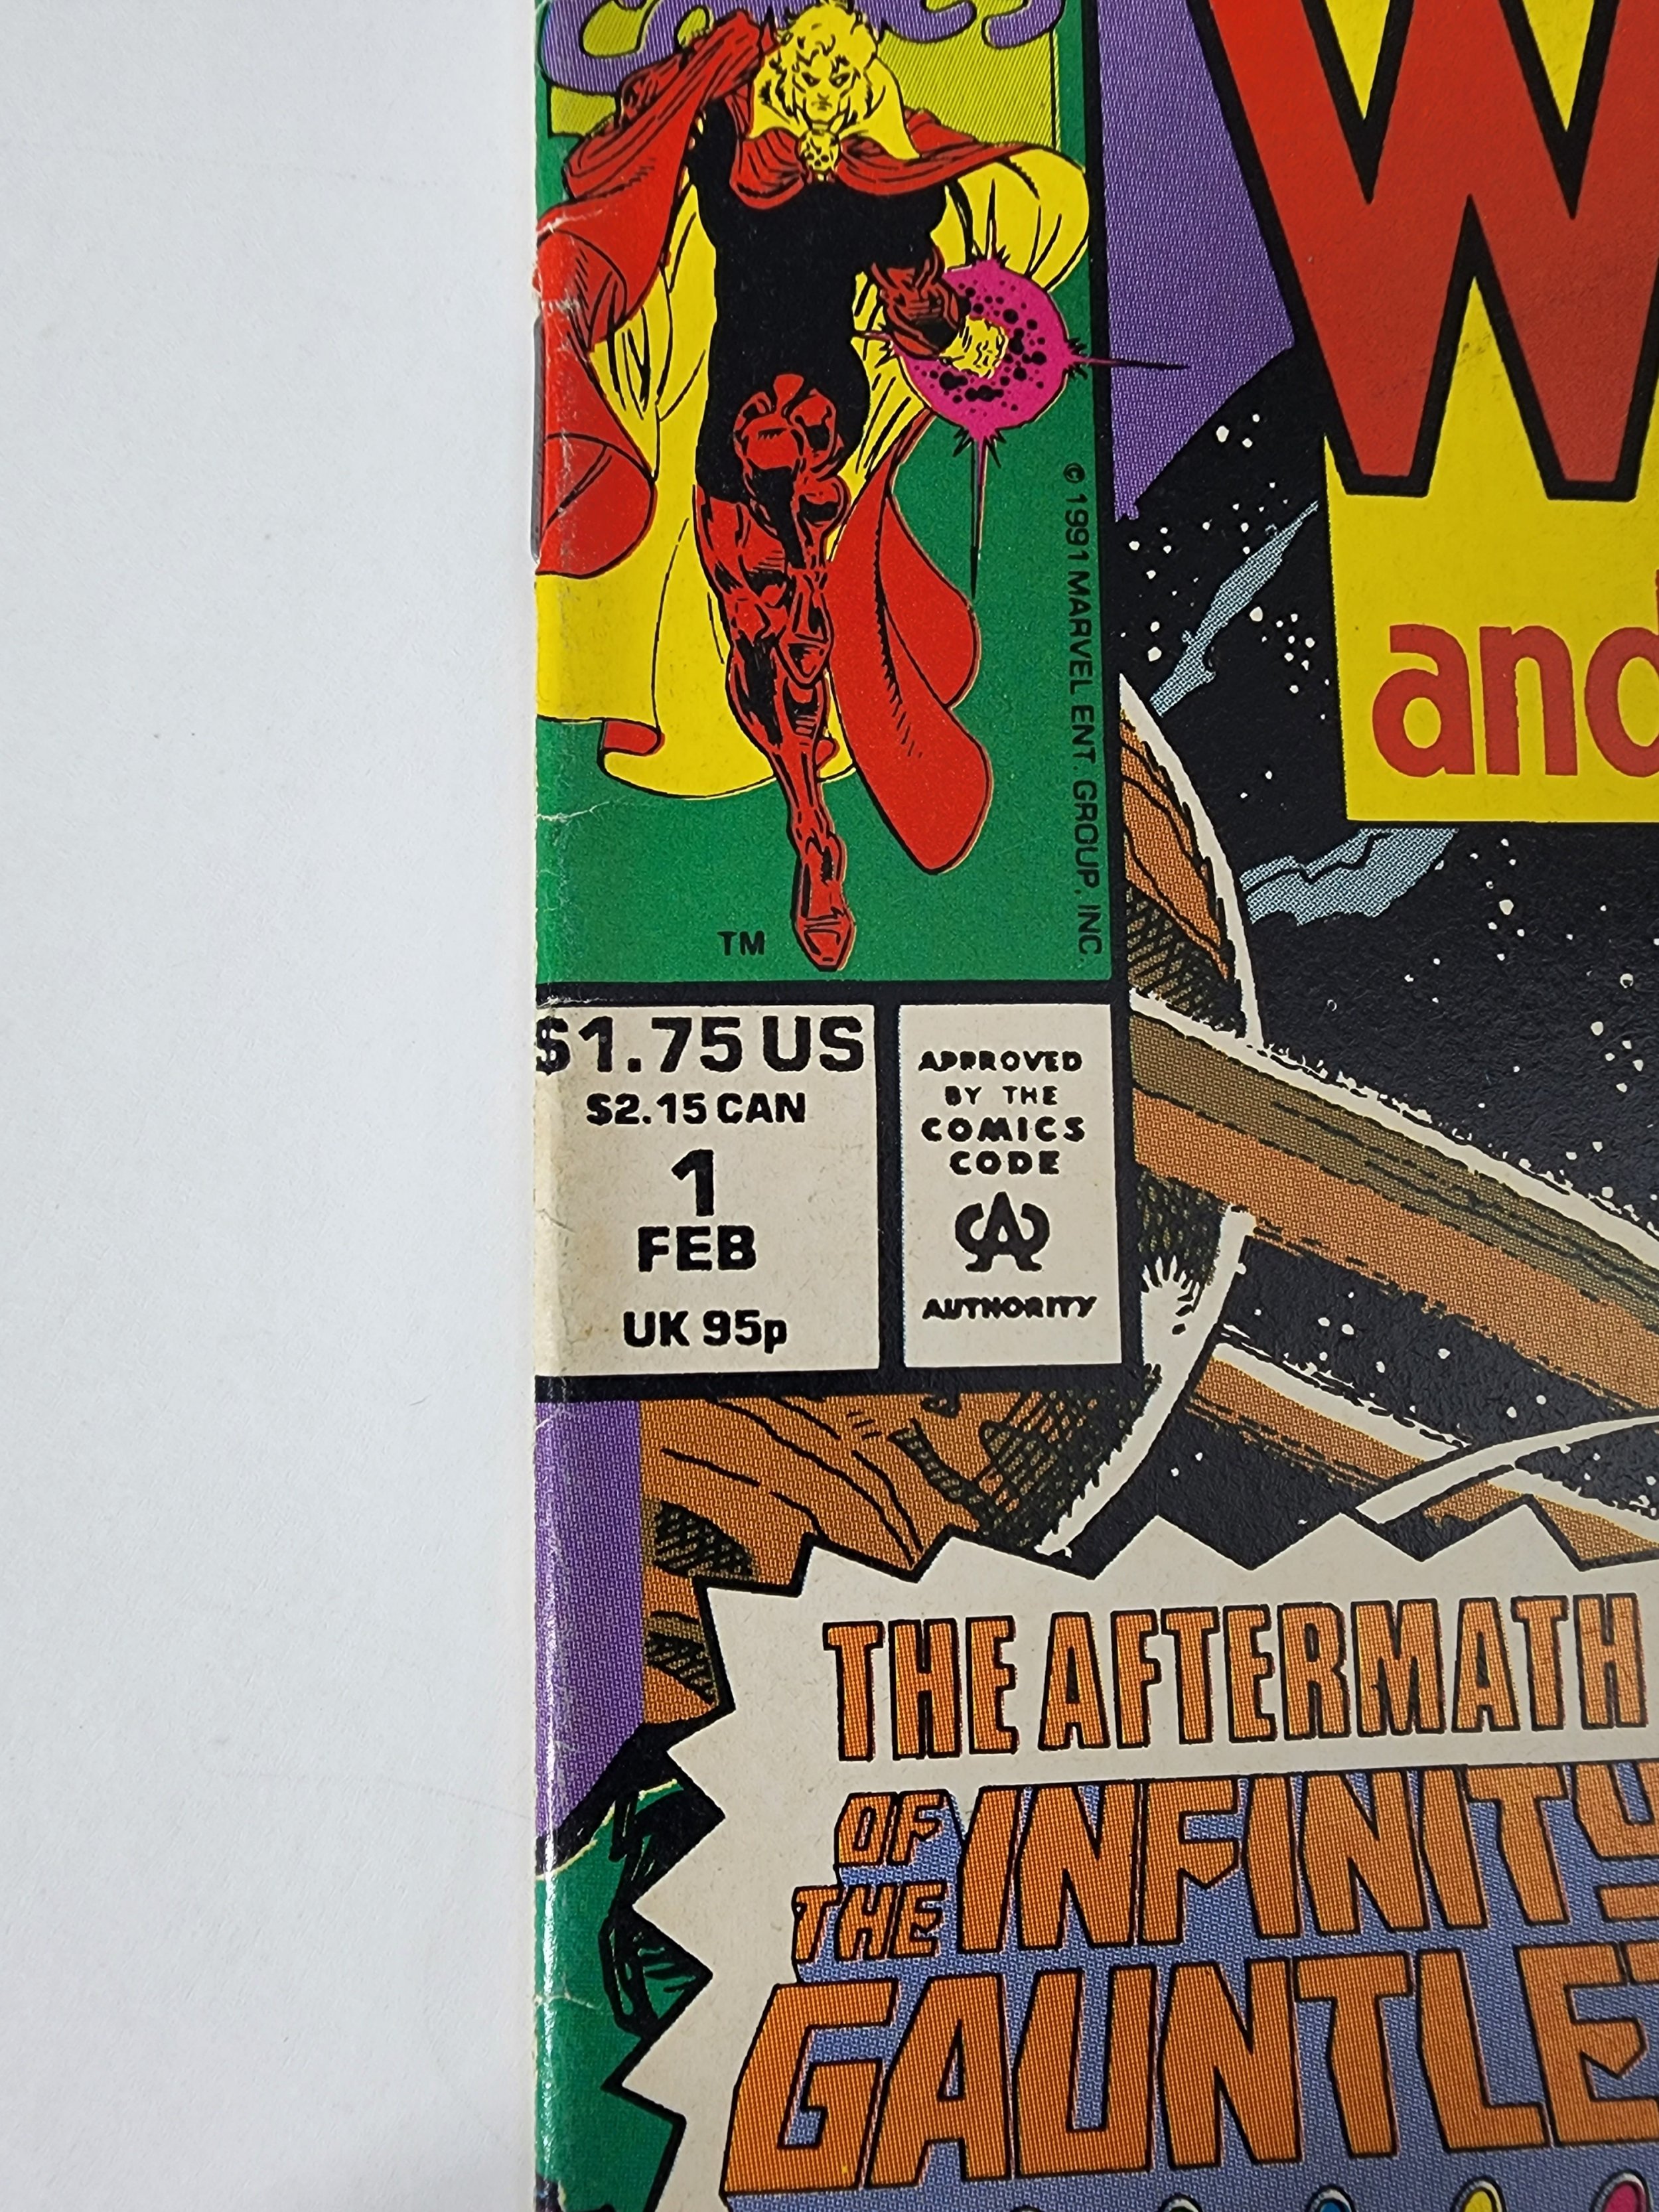 W
and
© 1991 MARVEL ENT. GROUP, INC
TM
$1.75 US
$2.15 CAN
1
FEB
UK 95p
APPROVED
BY THE
COMICS
CODE
A
AUTHORITY
THE AFTERMATH
OF
THE INFINITY
GAUNTLET